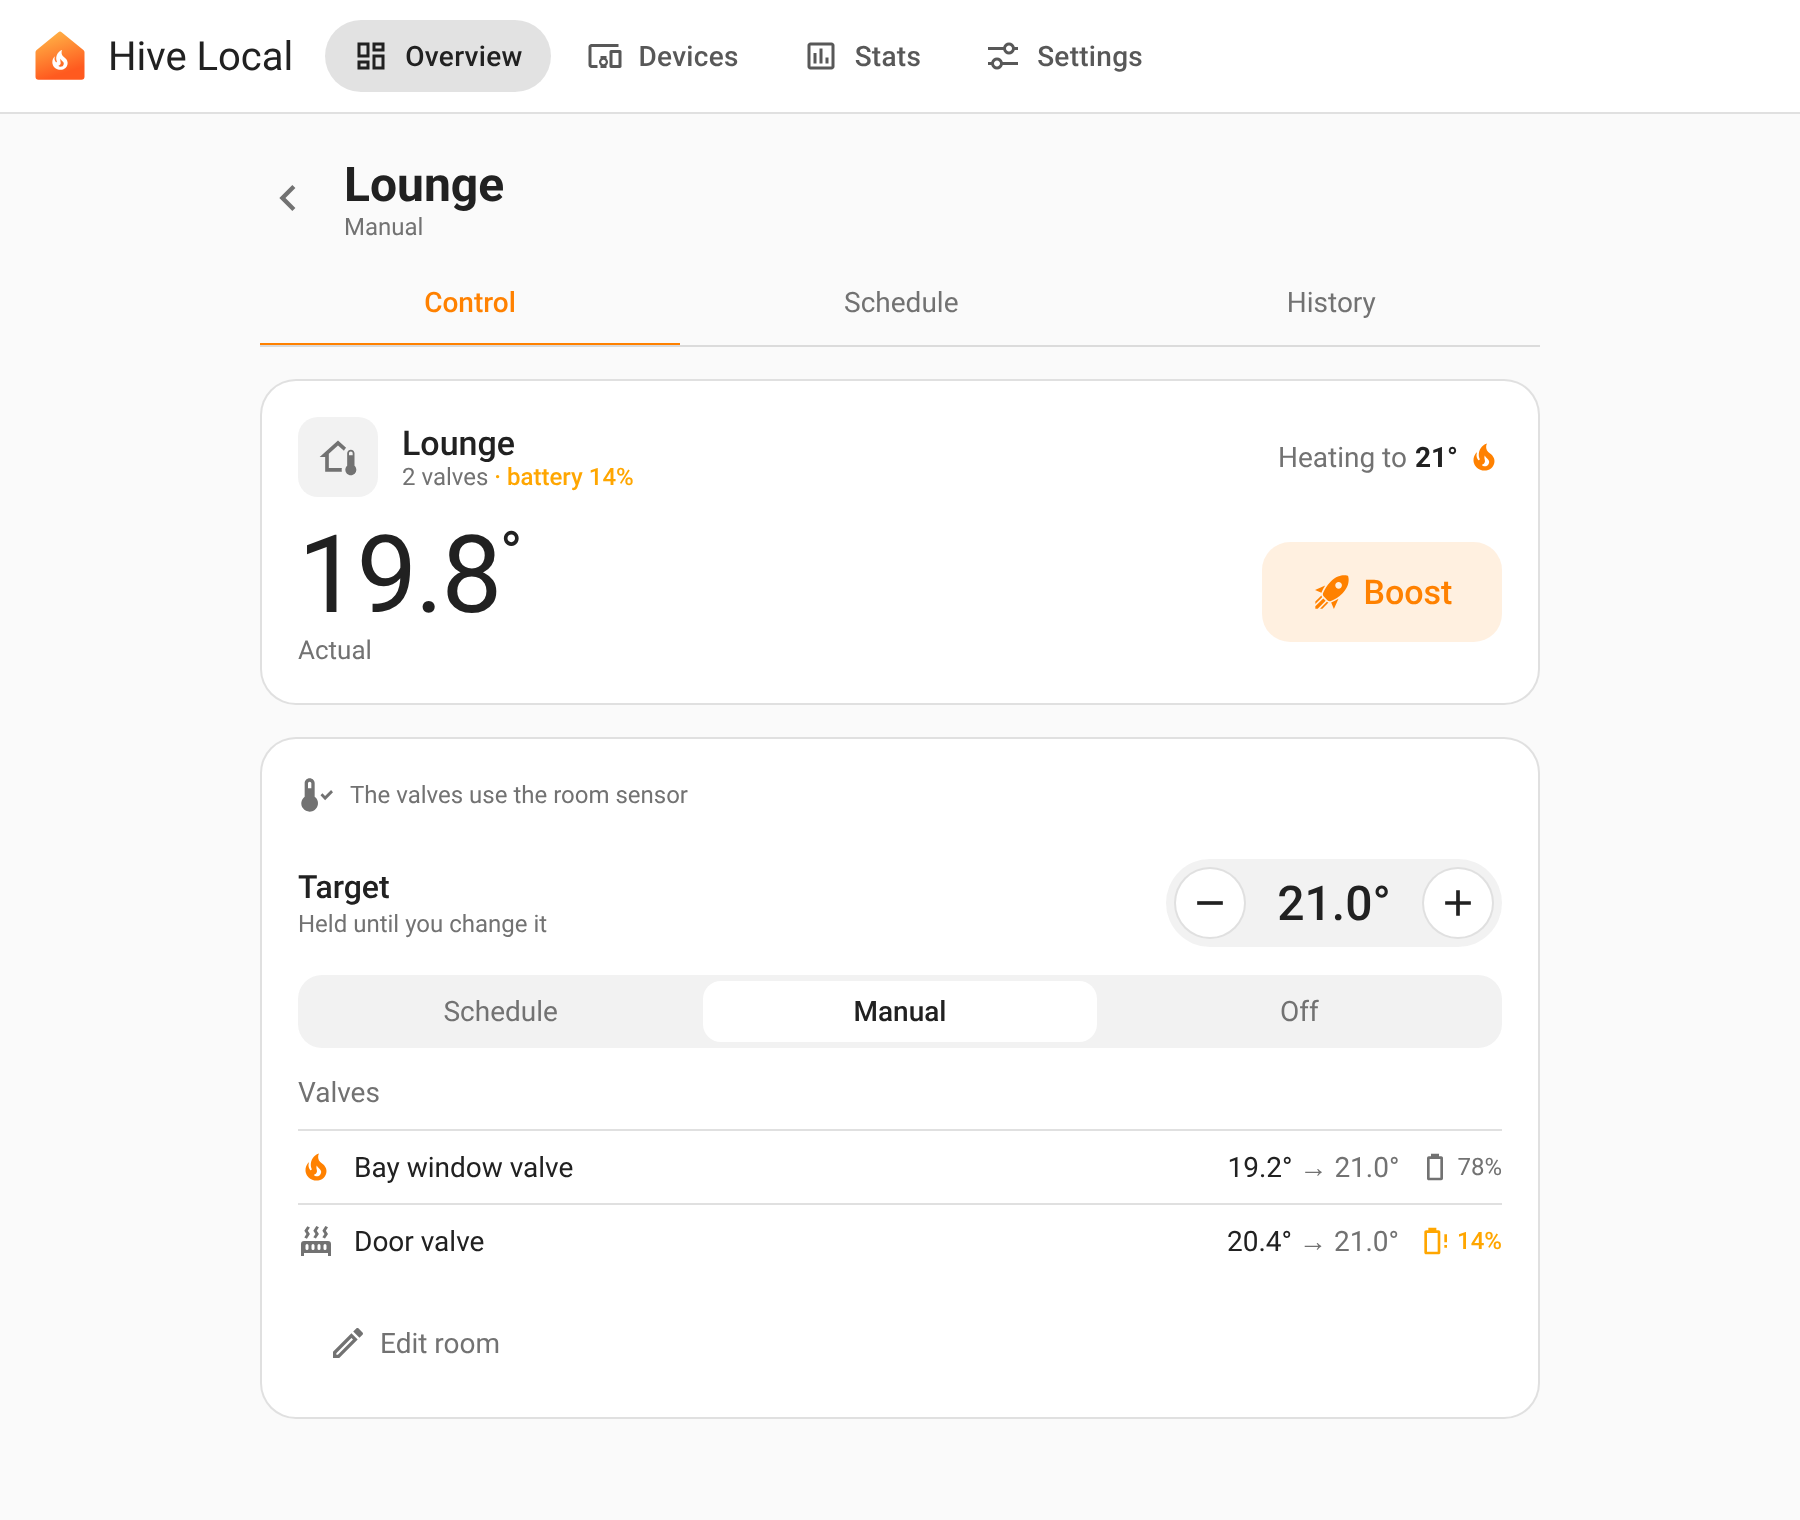 Hive Local
Overview
Devices
Stats
Settings
Lounge
Manual
Control
Schedule
History
Lounge
2 valves · battery 14%
Heating to 21°
19.8°
Actual
Boost
The valves use the room sensor
Target
Held until you change it
21.0°
Schedule
Manual
Off
Valves
Bay window valve
19.2° → 21.0°
78%
Door valve
20.4° → 21.0°
14%
Edit room